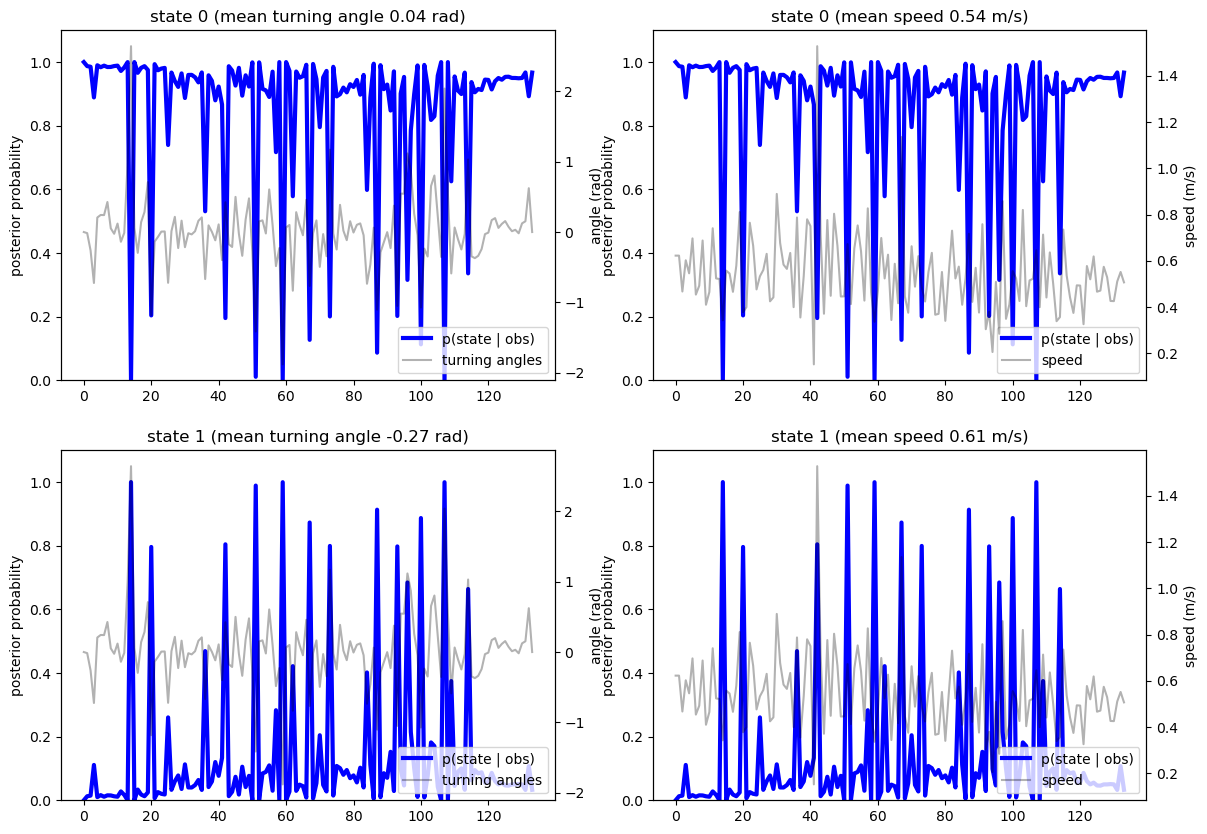 state 0 (mean turning angle 0.04 rad)
posterior probability
1.0
0.8
0.6
0.4
0.2
0.0
0 20 40 60 80 100 120
2
1
0
−1
−2
angle (rad)
p(state | obs)
turning angles
state 0 (mean speed 0.54 m/s)
posterior probability
1.0
0.8
0.6
0.4
0.2
0.0
0 20 40 60 80 100 120
1.4
1.2
1.0
0.8
0.6
0.4
0.2
speed (m/s)
p(state | obs)
speed
state 1 (mean turning angle -0.27 rad)
posterior probability
1.0
0.8
0.6
0.4
0.2
0.0
0 20 40 60 80 100 120
2
1
0
−1
−2
angle (rad)
p(state | obs)
turning angles
state 1 (mean speed 0.61 m/s)
posterior probability
1.0
0.8
0.6
0.4
0.2
0.0
0 20 40 60 80 100 120
1.4
1.2
1.0
0.8
0.6
0.4
0.2
speed (m/s)
p(state | obs)
speed